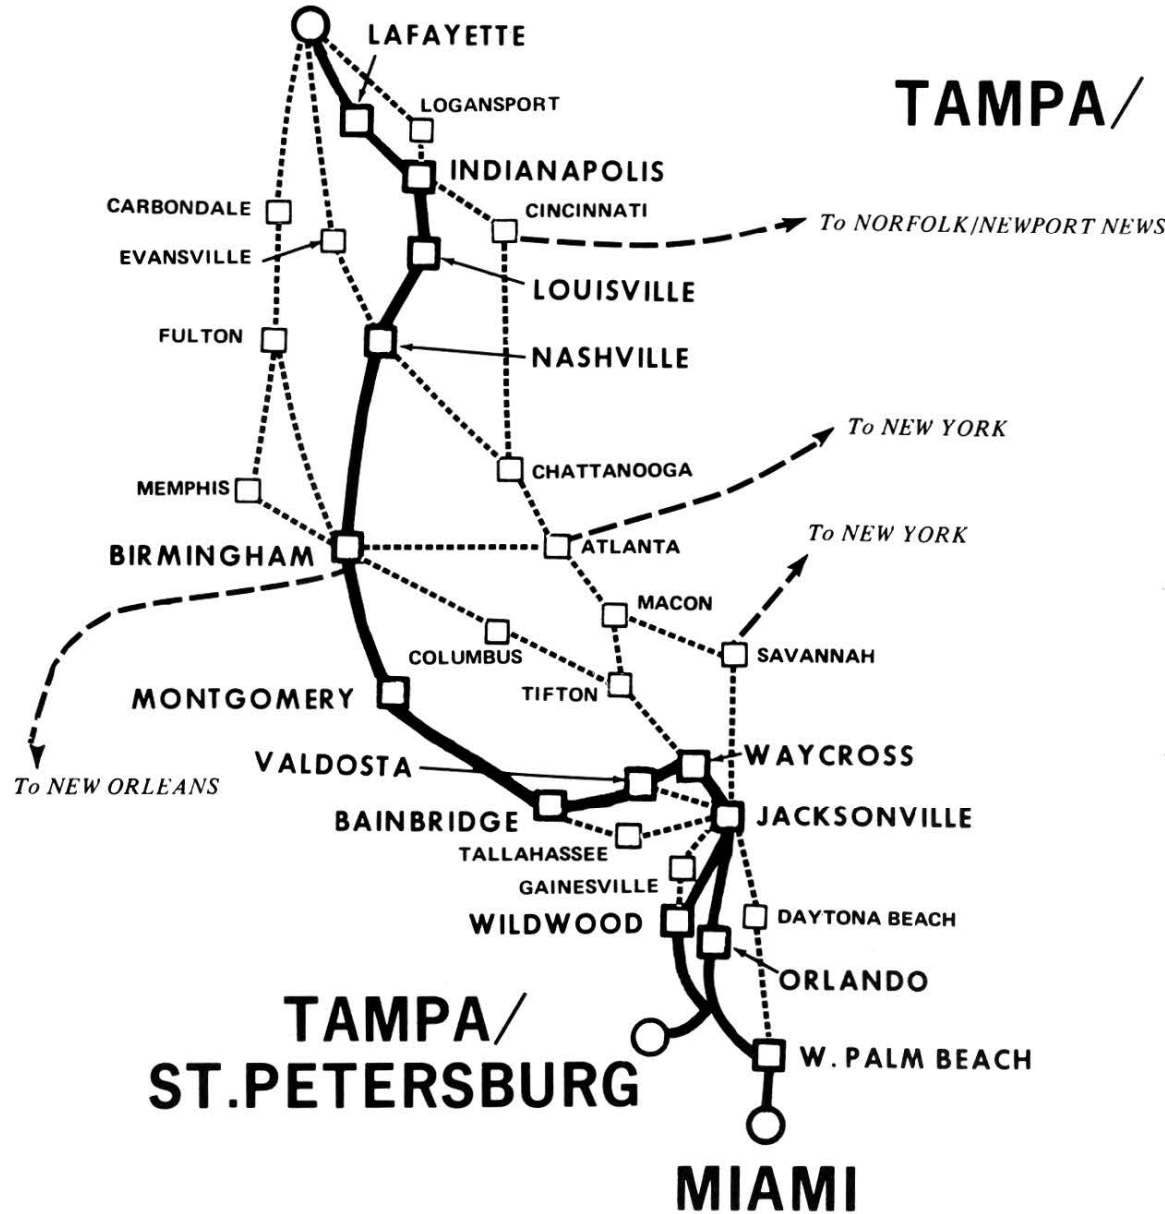 LAFAYETTE
TAMPA/
LOGANSPORT
INDIANAPOLIS
CARBONDALE
CINCINNATI
To NORFOLK/NEWPORT NEWS
EVANSVILLE
LOUISVILLE
FULTON
NASHVILLE
To NEW YORK
CHATTANOOGA
MEMPHIS
To NEW YORK
BIRMINGHAM
ATLANTA
MACON
COLUMBUS
SAVANNAH
TIFTON
MONTGOMERY
WAYCROSS
VALDOSTA
To NEW ORLEANS
BAINBRIDGE
JACKSONVILLE
TALLAHASSEE
GAINESVILLE
WILDWOOD
DAYTONA BEACH
ORLANDO
TAMPA/
ST.PETERSBURG
W. PALM BEACH
MIAMI